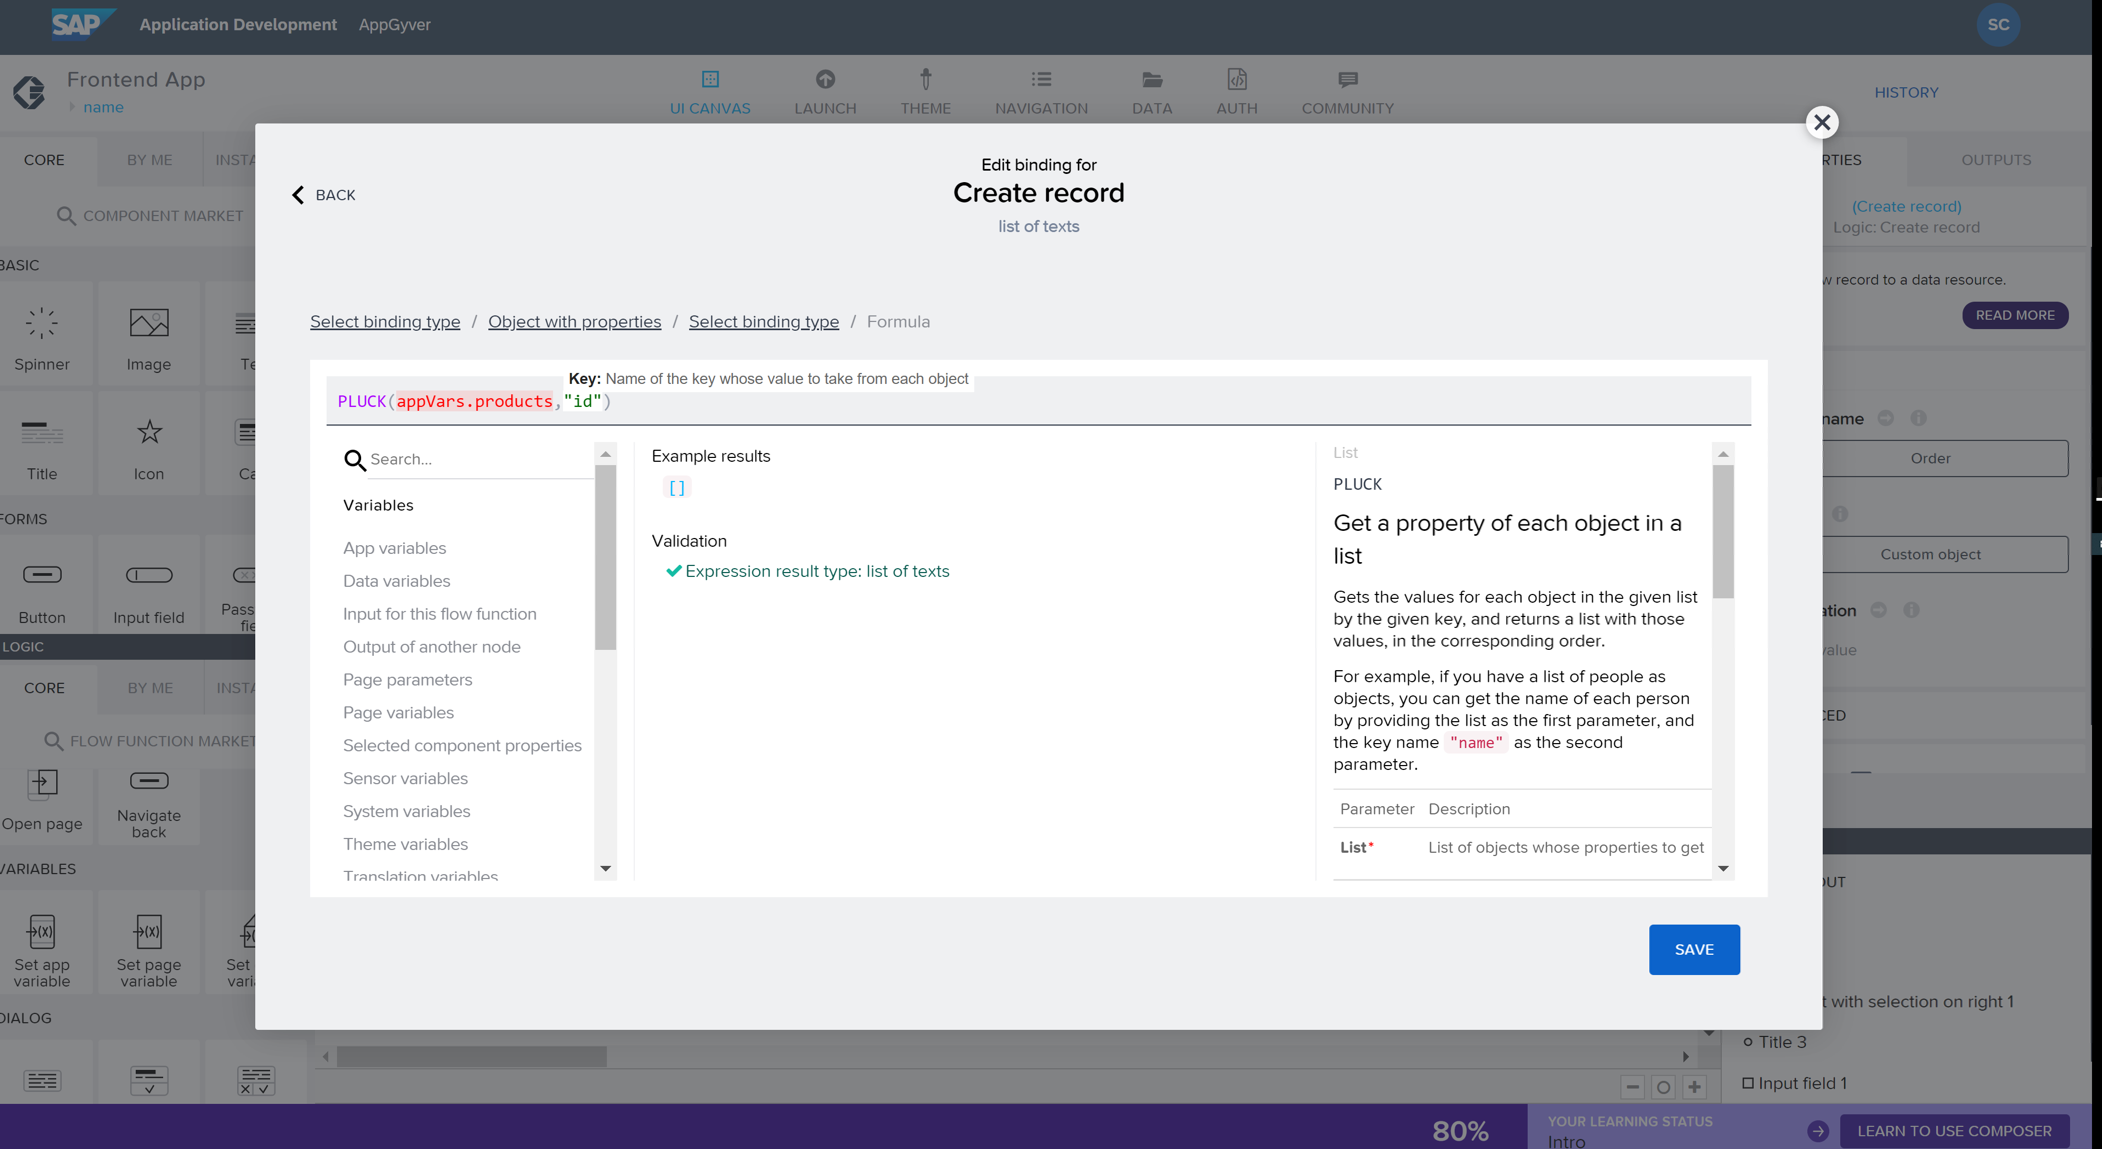 SAP
Application Development AppGyver
SC
Frontend App
name
UI CANVAS
LAUNCH
THEME
NAVIGATION
DATA
AUTH
COMMUNITY
HISTORY
CORE
BY ME
INSTA
COMPONENT MARKET
BASIC
Spinner
Image
Te
Title
Icon
Ca
FORMS
Button
Input field
Pass
fie
LOGIC
CORE
BY ME
INSTA
FLOW FUNCTION MARKET
Open page
Navigate
back
VARIABLES
Set app
variable
Set page
variable
Set
vari
DIALOG
BACK
Edit binding for
Create record
list of texts
Select binding type / Object with properties / Select binding type / Formula
Key: Name of the key whose value to take from each object
PLUCK(appVars.products,"id")
Search...
Variables
App variables
Data variables
Input for this flow function
Output of another node
Page parameters
Page variables
Selected component properties
Sensor variables
System variables
Theme variables
Translation variables
Example results
[]
Validation
Expression result type: list of texts
List
PLUCK
Get a property of each object in a
list
Gets the values for each object in the given list
by the given key, and returns a list with those
values, in the corresponding order.
For example, if you have a list of people as
objects, you can get the name of each person
by providing the list as the first parameter, and
the key name "name" as the second
parameter.
Parameter Description
List* List of objects whose properties to get
SAVE
RTIES
OUTPUTS
(Create record)
Logic: Create record
w record to a data resource.
READ MORE
name
Order
Custom object
ation
value
CED
OUT
t with selection on right 1
Title 3
Input field 1
80%
YOUR LEARNING STATUS
Intro
LEARN TO USE COMPOSER